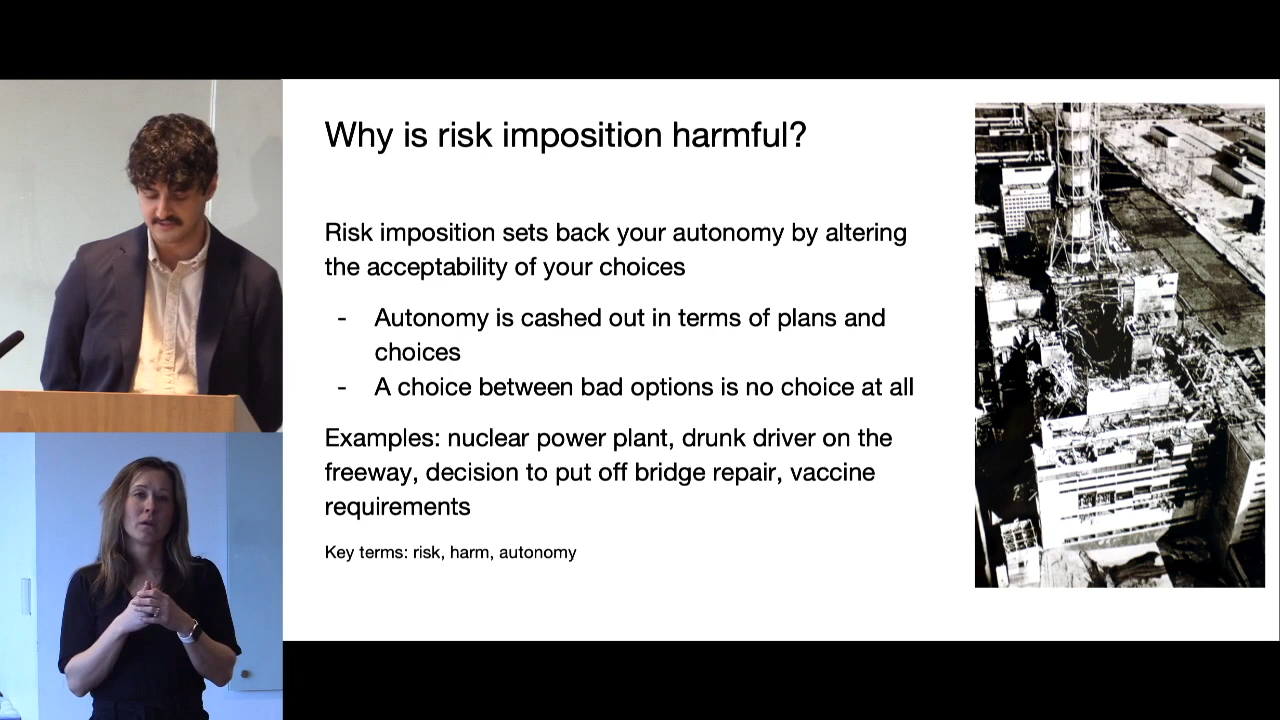 Why is risk imposition harmful?
Risk imposition sets back your autonomy by altering
the acceptability of your choices
- Autonomy is cashed out in terms of plans and
choices
- A choice between bad options is no choice at all
Examples: nuclear power plant, drunk driver on the
freeway, decision to put off bridge repair, vaccine
requirements
Key terms: risk, harm, autonomy